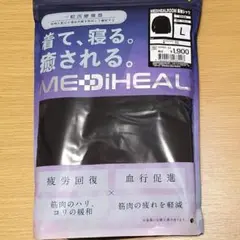 一般医療機器
着て、寝る。
癒される。
MEDiHEAL
L
¥1,900
疲労回復
×
血行促進
筋肉のハリ、
コリの緩和
筋肉の疲れを軽減